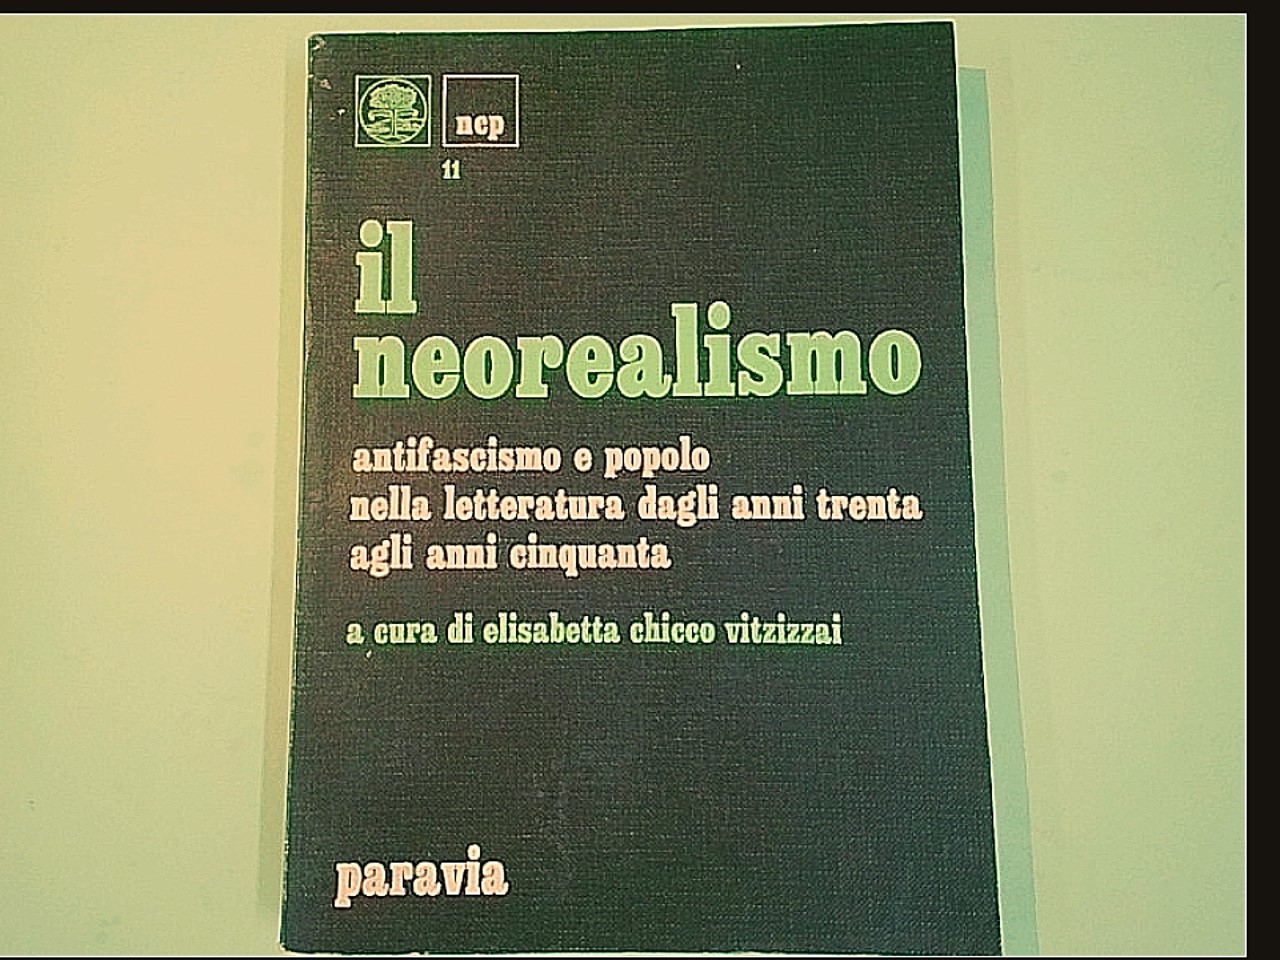 ncp
11
il
neorealismo
antifascismo e popolo
nella letteratura dagli anni trenta
agli anni cinquanta
a cura di elisabetta chicco vitzizzai
paravia